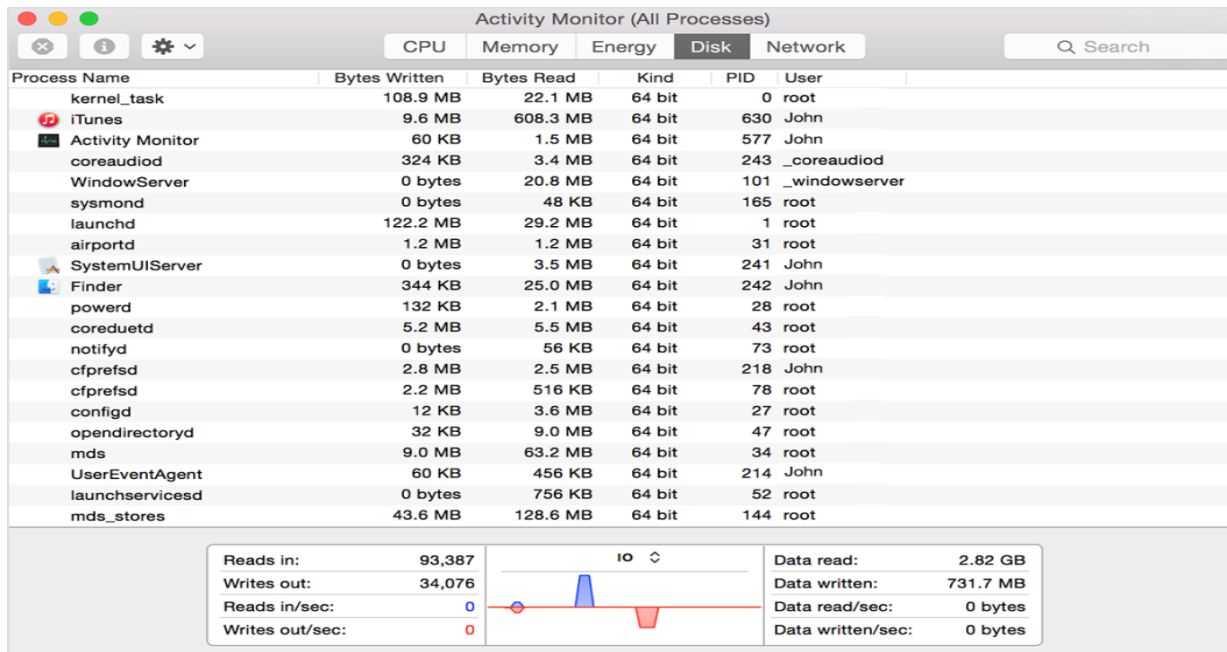 Activity Monitor (All Processes)
CPU Memory Energy Disk Network Search
Process Name Bytes Written Bytes Read Kind PID User
kernel_task 108.9 MB 22.1 MB 64 bit 0 root
iTunes 9.6 MB 608.3 MB 64 bit 630 John
Activity Monitor 60 KB 1.5 MB 64 bit 577 John
coreaudiod 324 KB 3.4 MB 64 bit 243 _coreaudiod
WindowServer 0 bytes 20.8 MB 64 bit 101 _windowserver
sysmond 0 bytes 48 KB 64 bit 165 root
launchd 122.2 MB 29.2 MB 64 bit 1 root
airportd 1.2 MB 1.2 MB 64 bit 31 root
SystemUIServer 0 bytes 3.5 MB 64 bit 241 John
Finder 344 KB 25.0 MB 64 bit 242 John
powerd 132 KB 2.1 MB 64 bit 28 root
coreduetd 5.2 MB 5.5 MB 64 bit 43 root
notifyd 0 bytes 56 KB 64 bit 73 root
cfprefsd 2.8 MB 2.5 MB 64 bit 218 John
cfprefsd 2.2 MB 516 KB 64 bit 78 root
configd 12 KB 3.6 MB 64 bit 27 root
opendirectoryd 32 KB 9.0 MB 64 bit 47 root
mds 9.0 MB 63.2 MB 64 bit 34 root
UserEventAgent 60 KB 456 KB 64 bit 214 John
launchservicesd 0 bytes 756 KB 64 bit 52 root
mds_stores 43.6 MB 128.6 MB 64 bit 144 root
Reads in: 93,387 IO Data read: 2.82 GB
Writes out: 34,076 Data written: 731.7 MB
Reads in/sec: 0 Data read/sec: 0 bytes
Writes out/sec: 0 Data written/sec: 0 bytes